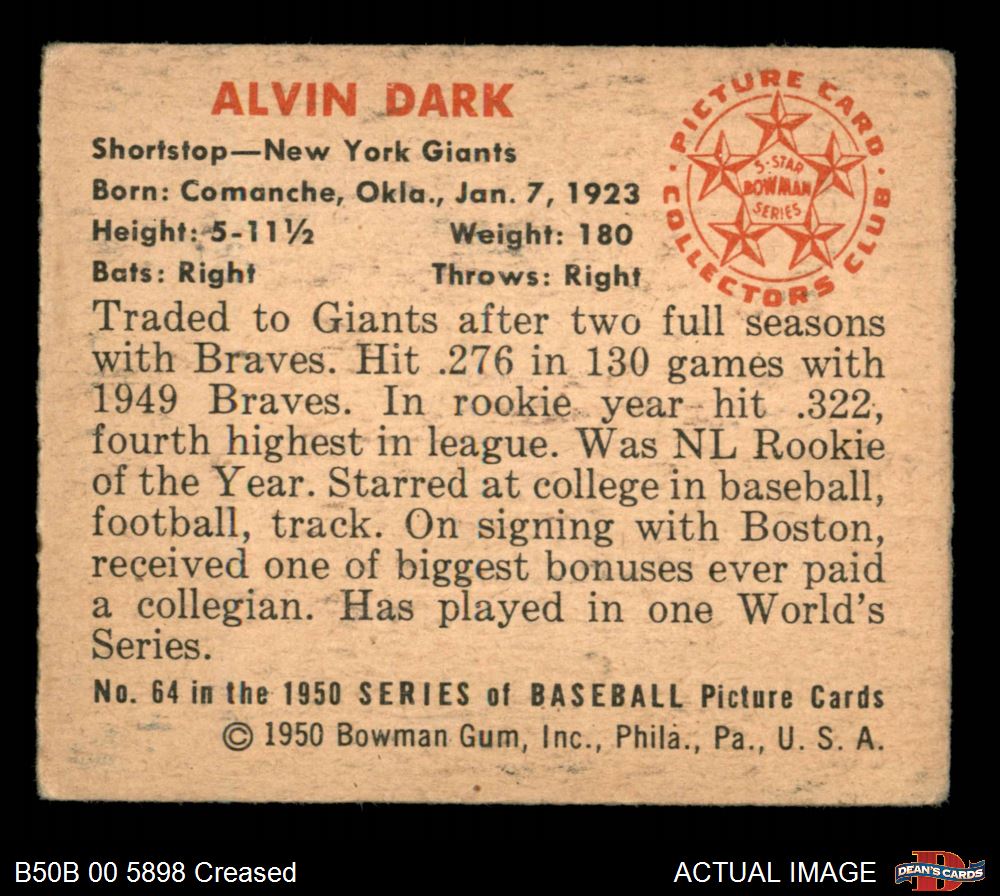 ALVIN DARK
Shortstop—New York Giants
Born: Comanche, Okla., Jan. 7, 1923
Height: 5-11½ Weight: 180
Bats: Right Throws: Right
PICTURE CARD
COLLECTORS CLUB
5-STAR
BOWMAN
SERIES
Traded to Giants after two full seasons
with Braves. Hit .276 in 130 games with
1949 Braves. In rookie year hit .322,
fourth highest in league. Was NL Rookie
of the Year. Starred at college in baseball,
football, track. On signing with Boston,
received one of biggest bonuses ever paid
a collegian. Has played in one World's
Series.
No. 64 in the 1950 SERIES of BASEBALL Picture Cards
© 1950 Bowman Gum, Inc., Phila., Pa., U. S. A.
B50B 00 5898 Creased
ACTUAL IMAGE
D
DEAN'S CARDS